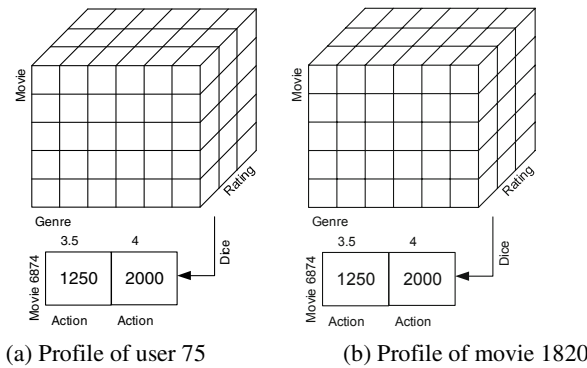 Movie
Rating
Genre
3.5 4
Dice
Movie 6874
1250 2000
Action Action
(a) Profile of user 75
Movie
Rating
Genre
3.5 4
Dice
Movie 6874
1250 2000
Action Action
(b) Profile of movie 1820